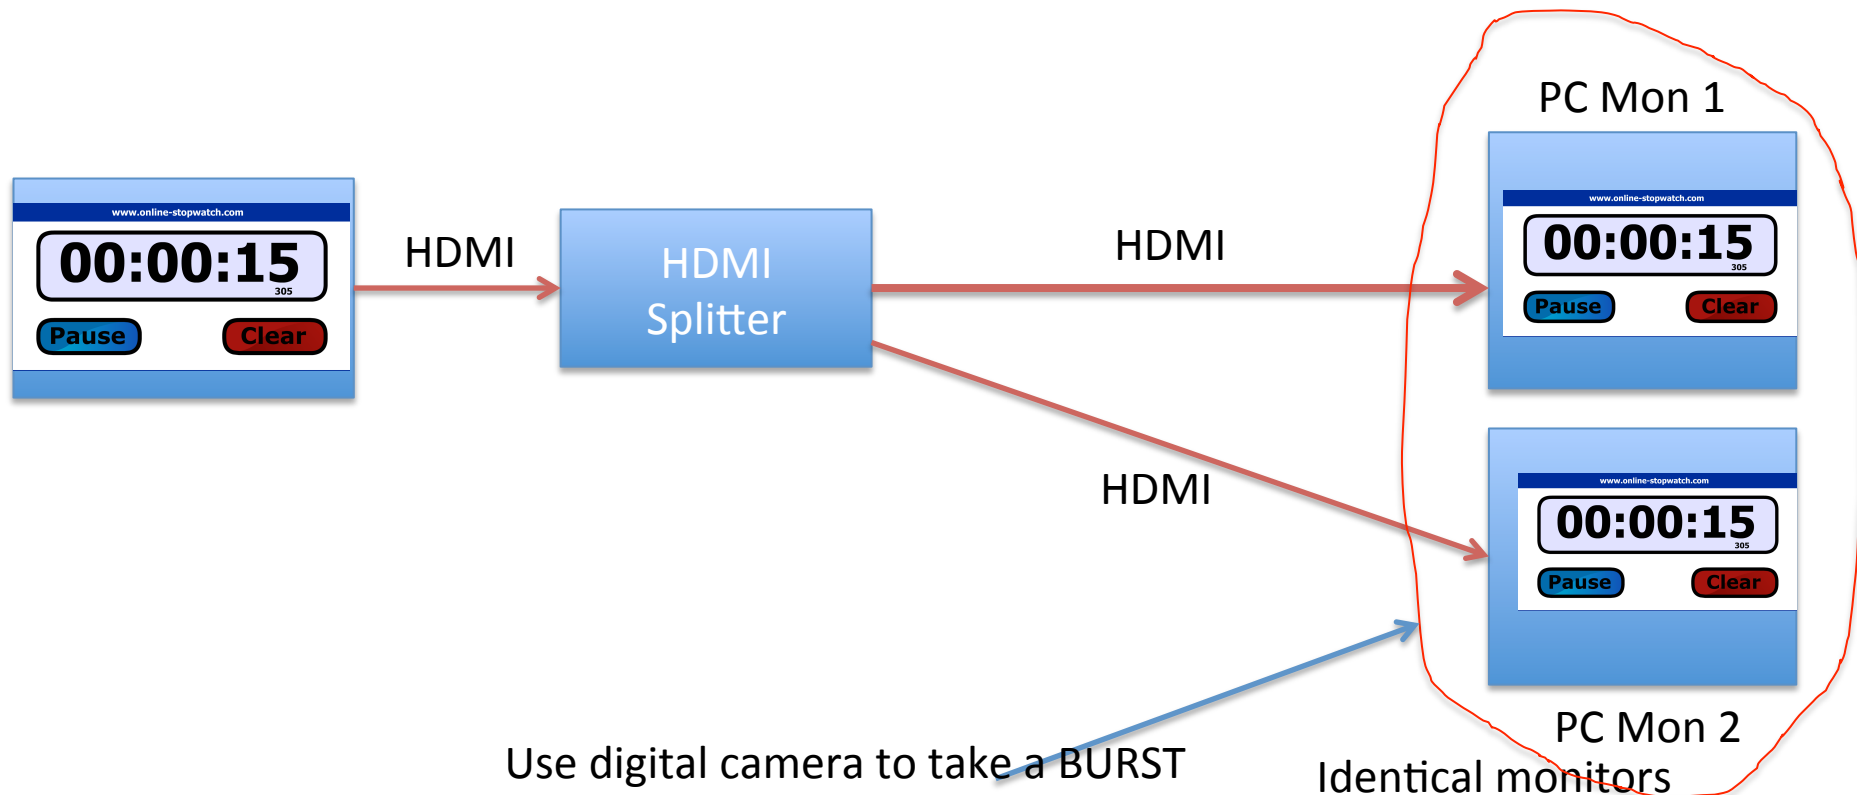 www.online-stopwatch.com
00:00:15
305
Pause
Clear
HDMI
HDMI
Splitter
HDMI
HDMI
PC Mon 1
www.online-stopwatch.com
00:00:15
305
Pause
Clear
www.online-stopwatch.com
00:00:15
305
Pause
Clear
PC Mon 2
Use digital camera to take a BURST
Identical monitors